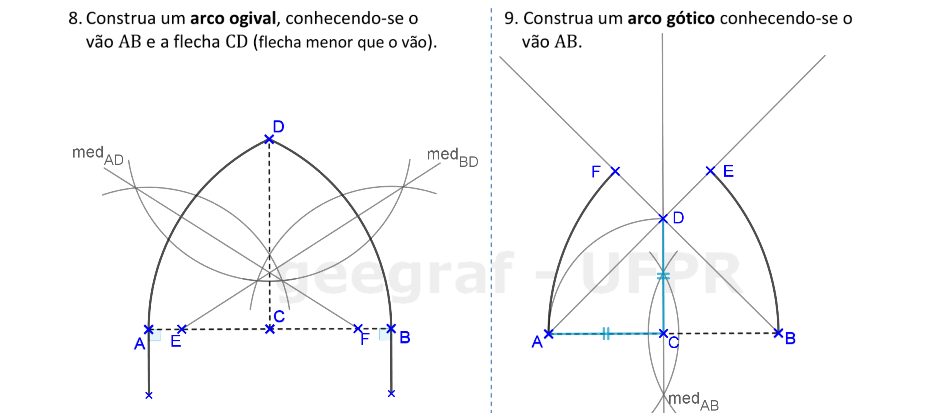 8. Construa um arco ogival, conhecendo-se o
vão AB e a flecha CD (flecha menor que o vão).
D
med_AD
med_BD
C
A
E
F
B
9. Construa um arco gótico conhecendo-se o
vão AB.
F
E
D
A
C
B
med_AB
geegraf - UFPR